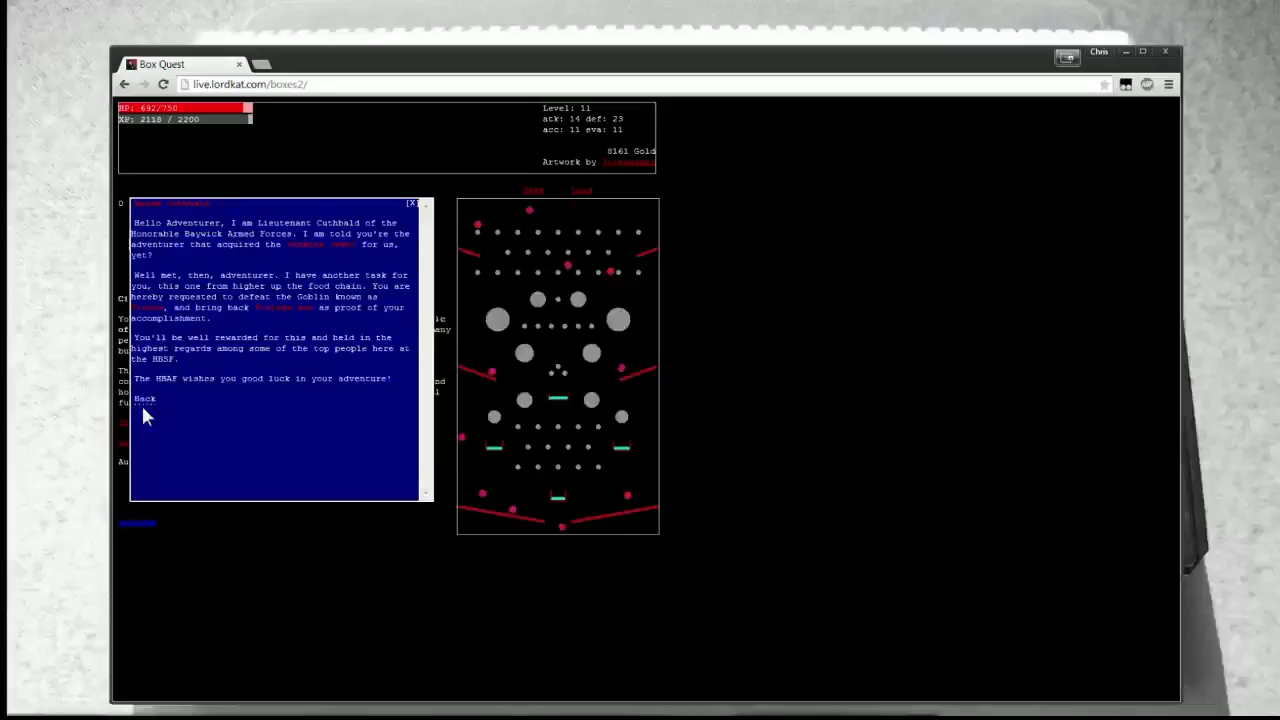 Box Quest
Chris
live.lordkat.com/boxes2/
HP: 692/750
XP: 2118 / 2200
Level: 11
atk: 14 def: 23
acc: 11 eva: 11
8161 Gold
Artwork by
Load
[X]
Hello Adventurer, I am Lieutenant Cuthbald of the
Honorable Baywick Armed Forces. I am told you're the
adventurer that acquired the for us,
yet?
Well met, then, adventurer. I have another task for
you, this one from higher up the food chain. You are
hereby requested to defeat the Goblin known as
, and bring back as proof of your
accomplishment.
You'll be well rewarded for this and held in the
highest regards among some of the top people here at
the HBSF.
The HBAF wishes you good luck in your adventure!
Back